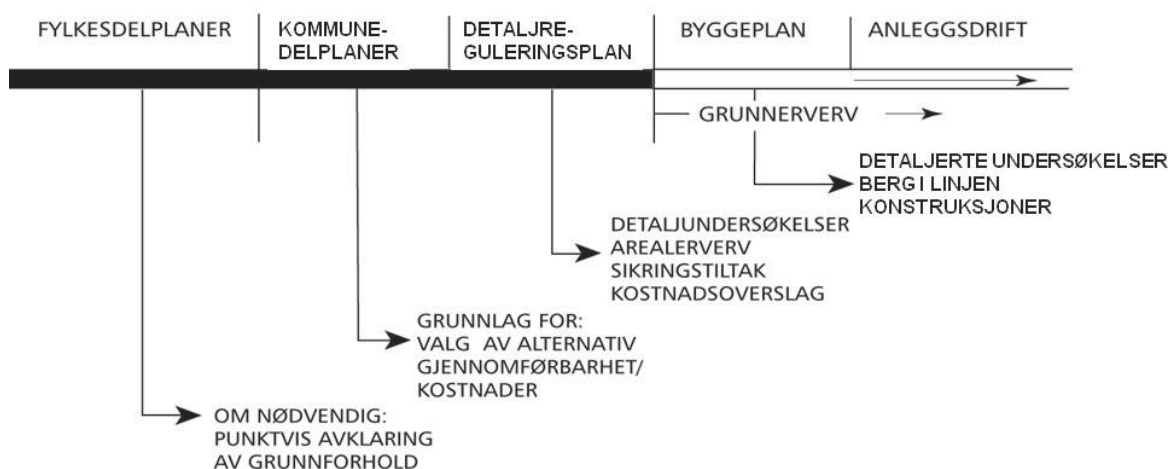 FYLKESDELPLANER
KOMMUNE-
DELPLANER
DETALJRE-
GULERINGSPLAN
BYGGEPLAN
ANLEGGSDRIFT
GRUNNERVERV
DETALJERTE UNDERSØKELSER
BERG I LINJEN
KONSTRUKSJONER
DETALJUNDERSØKELSER
AREALERVERV
SIKRINGSTILTAK
KOSTNADSOVERSLAG
GRUNNLAG FOR:
VALG AV ALTERNATIV
GJENNOMFØRBARHET/
KOSTNADER
OM NØDVENDIG:
PUNKTVIS AVKLARING
AV GRUNNFORHOLD